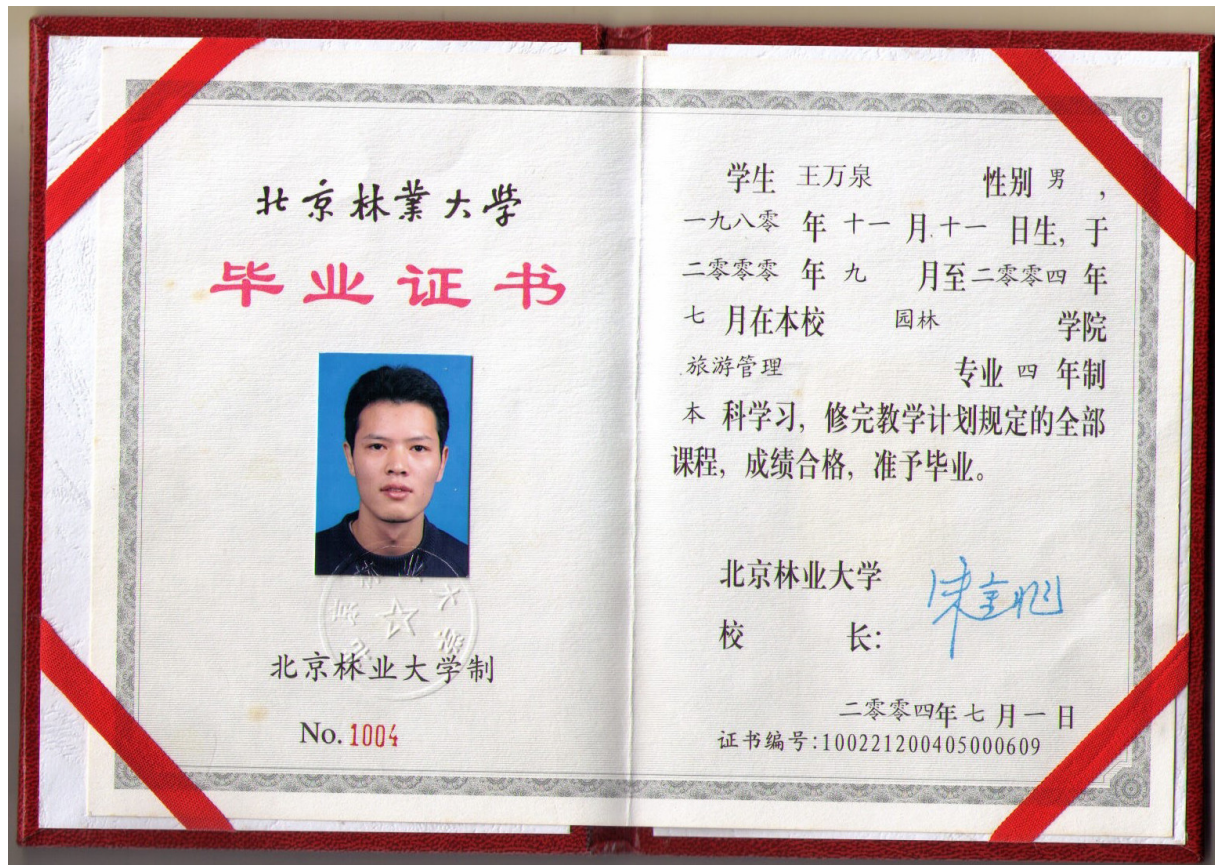 北京林業大學
毕业证书
北京林业大学
北京林业大学制
No. 1004
学生 王万泉 性别 男 ,
一九八零 年 十一 月 十一 日生, 于
二零零零 年 九 月至 二零零四 年
七 月在本校 园林 学院
旅游管理 专业 四 年制
本 科学习, 修完教学计划规定的全部
课程, 成绩合格, 准予毕业。
北京林业大学
校 长:
二零零四年 七 月 一 日
证书编号:100221200405000609